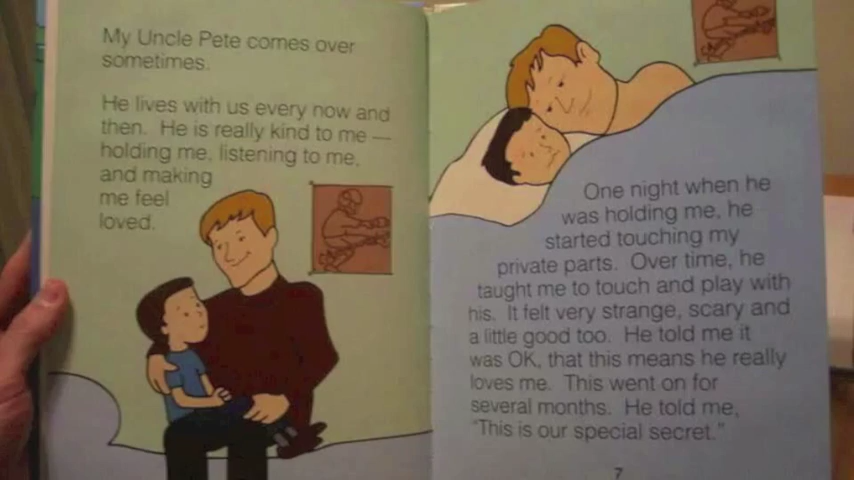 My Uncle Pete comes over
sometimes.
He lives with us every now and
then. He is really kind to me —
holding me, listening to me,
and making
me feel
loved.
One night when he
was holding me, he
started touching my
private parts. Over time, he
taught me to touch and play with
his. It felt very strange, scary and
a little good too. He told me it
was OK, that this means he really
loves me. This went on for
several months. He told me,
"This is our special secret."
7